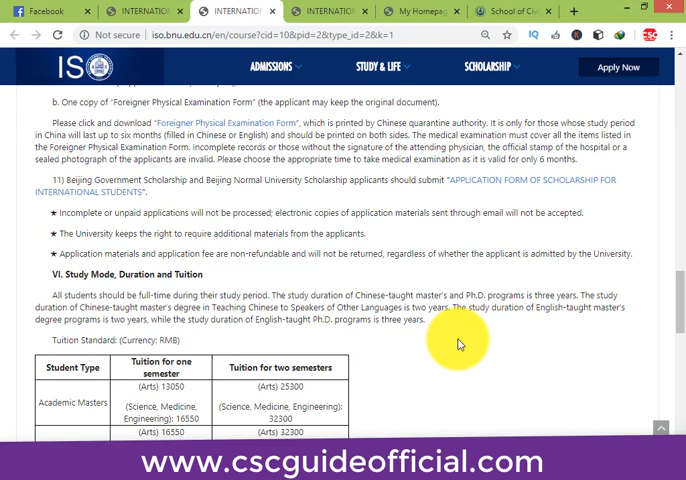 Facebook
INTERNATION
INTERNATION
INTERNATION
My Homepag
School of Civ
Not secure iso.bnu.edu.cn/en/course?cid=10&pid=2&type_id=2&k=1
ISO
ADMISSIONS
STUDY & LIFE
SCHOLARSHIP
Apply Now
b. One copy of "Foreigner Physical Examination Form" (the applicant may keep the original document).
Please click and download "Foreigner Physical Examination Form", which is printed by Chinese quarantine authority. It is only for those whose study period
in China will last up to six months (filled in Chinese or English) and should be printed on both sides. The medical examination must cover all the items listed in
the Foreigner Physical Examination Form. Incomplete records or those without the signature of the attending physician, the official stamp of the hospital or a
sealed photograph of the applicants are invalid. Please choose the appropriate time to take medical examination as it is valid for only 6 months.
11) Beijing Government Scholarship and Beijing Normal University Scholarship applicants should submit "APPLICATION FORM OF SCHOLARSHIP FOR
INTERNATIONAL STUDENTS".
★ Incomplete or unpaid applications will not be processed; electronic copies of application materials sent through email will not be accepted.
★ The University keeps the right to require additional materials from the applicants.
★ Application materials and application fee are non-refundable and will not be returned, regardless of whether the applicant is admitted by the University.
VI. Study Mode, Duration and Tuition
All students should be full-time during their study period. The study duration of Chinese-taught master's and Ph.D. programs is three years. The study
duration of Chinese-taught master's degree in Teaching Chinese to Speakers of Other Languages is two years. The study duration of English-taught master's
degree programs is two years, while the study duration of English-taught Ph.D. programs is three years.
Tuition Standard: (Currency: RMB)
Student Type
Tuition for one
semester
Tuition for two semesters
Academic Masters
(Arts) 13050
(Science, Medicine,
Engineering): 16550
(Arts) 25300
(Science, Medicine, Engineering):
32300
(Arts) 16550
(Arts) 32300
www.cscguideofficial.com